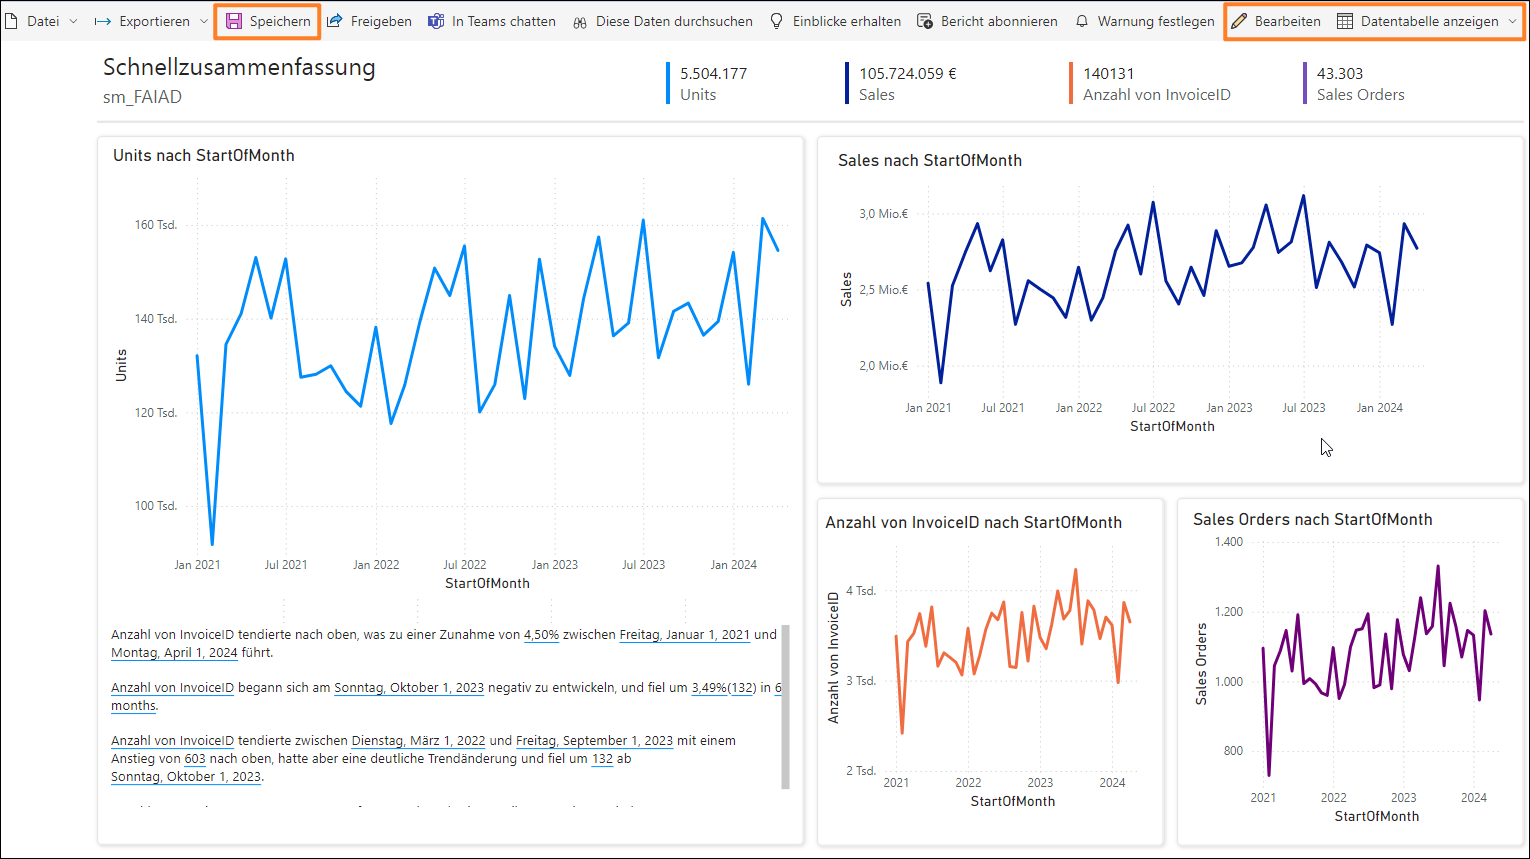 Datei Exportieren Speichern Freigeben In Teams chatten Diese Daten durchsuchen Einblicke erhalten Bericht abonnieren Warnung festlegen Bearbeiten Datentabelle anzeigen
Schnellzusammenfassung
sm_FAIAD
5.504.177
Units
105.724.059 €
Sales
140131
Anzahl von InvoiceID
43.303
Sales Orders
Units nach StartOfMonth
160 Tsd.
140 Tsd.
120 Tsd.
100 Tsd.
Units
Jan 2021 Jul 2021 Jan 2022 Jul 2022 Jan 2023 Jul 2023 Jan 2024
StartOfMonth
Anzahl von InvoiceID tendierte nach oben, was zu einer Zunahme von 4,50% zwischen Freitag, Januar 1, 2021 und
Montag, April 1, 2024 führt.
Anzahl von InvoiceID begann sich am Sonntag, Oktober 1, 2023 negativ zu entwickeln, und fiel um 3,49%(132) in 6
months.
Anzahl von InvoiceID tendierte zwischen Dienstag, März 1, 2022 und Freitag, September 1, 2023 mit einem
Anstieg von 603 nach oben, hatte aber eine deutliche Trendänderung und fiel um 132 ab
Sonntag, Oktober 1, 2023.
Sales nach StartOfMonth
3,0 Mio.€
2,5 Mio.€
2,0 Mio.€
Sales
Jan 2021 Jul 2021 Jan 2022 Jul 2022 Jan 2023 Jul 2023 Jan 2024
StartOfMonth
Anzahl von InvoiceID nach StartOfMonth
4 Tsd.
3 Tsd.
2 Tsd.
Anzahl von InvoiceID
2021 2022 2023 2024
StartOfMonth
Sales Orders nach StartOfMonth
1.400
1.200
1.000
800
Sales Orders
2021 2022 2023 2024
StartOfMonth